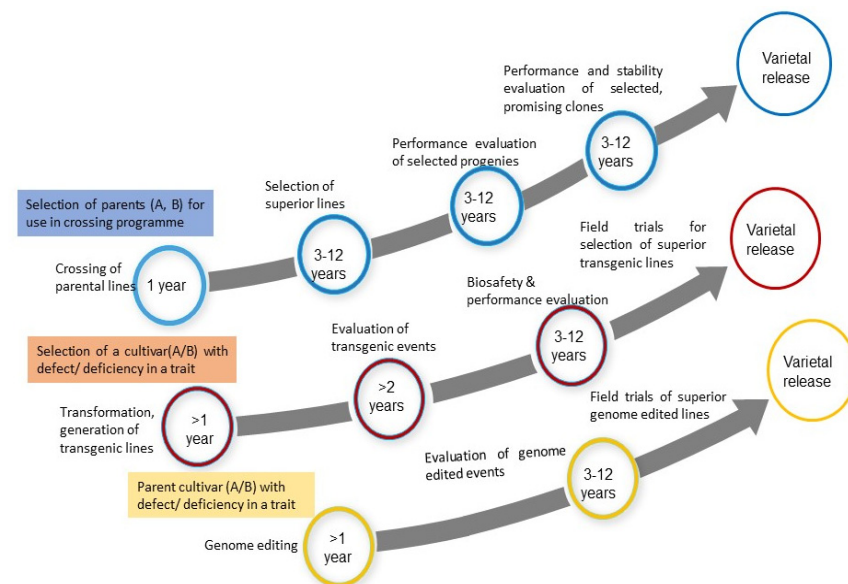 Varietal
release
Performance and stability
evaluation of selected,
promising clones
3-12
years
Performance evaluation
of selected progenies
3-12
years
Selection of
superior lines
3-12
years
Selection of parents (A, B) for
use in crossing programme
Crossing of
parental lines
1 year
Varietal
release
Field trials for
selection of superior
transgenic lines
Biosafety &
performance evaluation
3-12
years
Evaluation of
transgenic events
>2
years
Selection of a cultivar(A/B) with
defect/ deficiency in a trait
Transformation,
generation of
transgenic lines
>1
year
Varietal
release
Field trials of superior
genome edited lines
Evaluation of genome
edited events
3-12
years
Parent cultivar (A/B) with
defect/ deficiency in a trait
Genome editing
>1
year